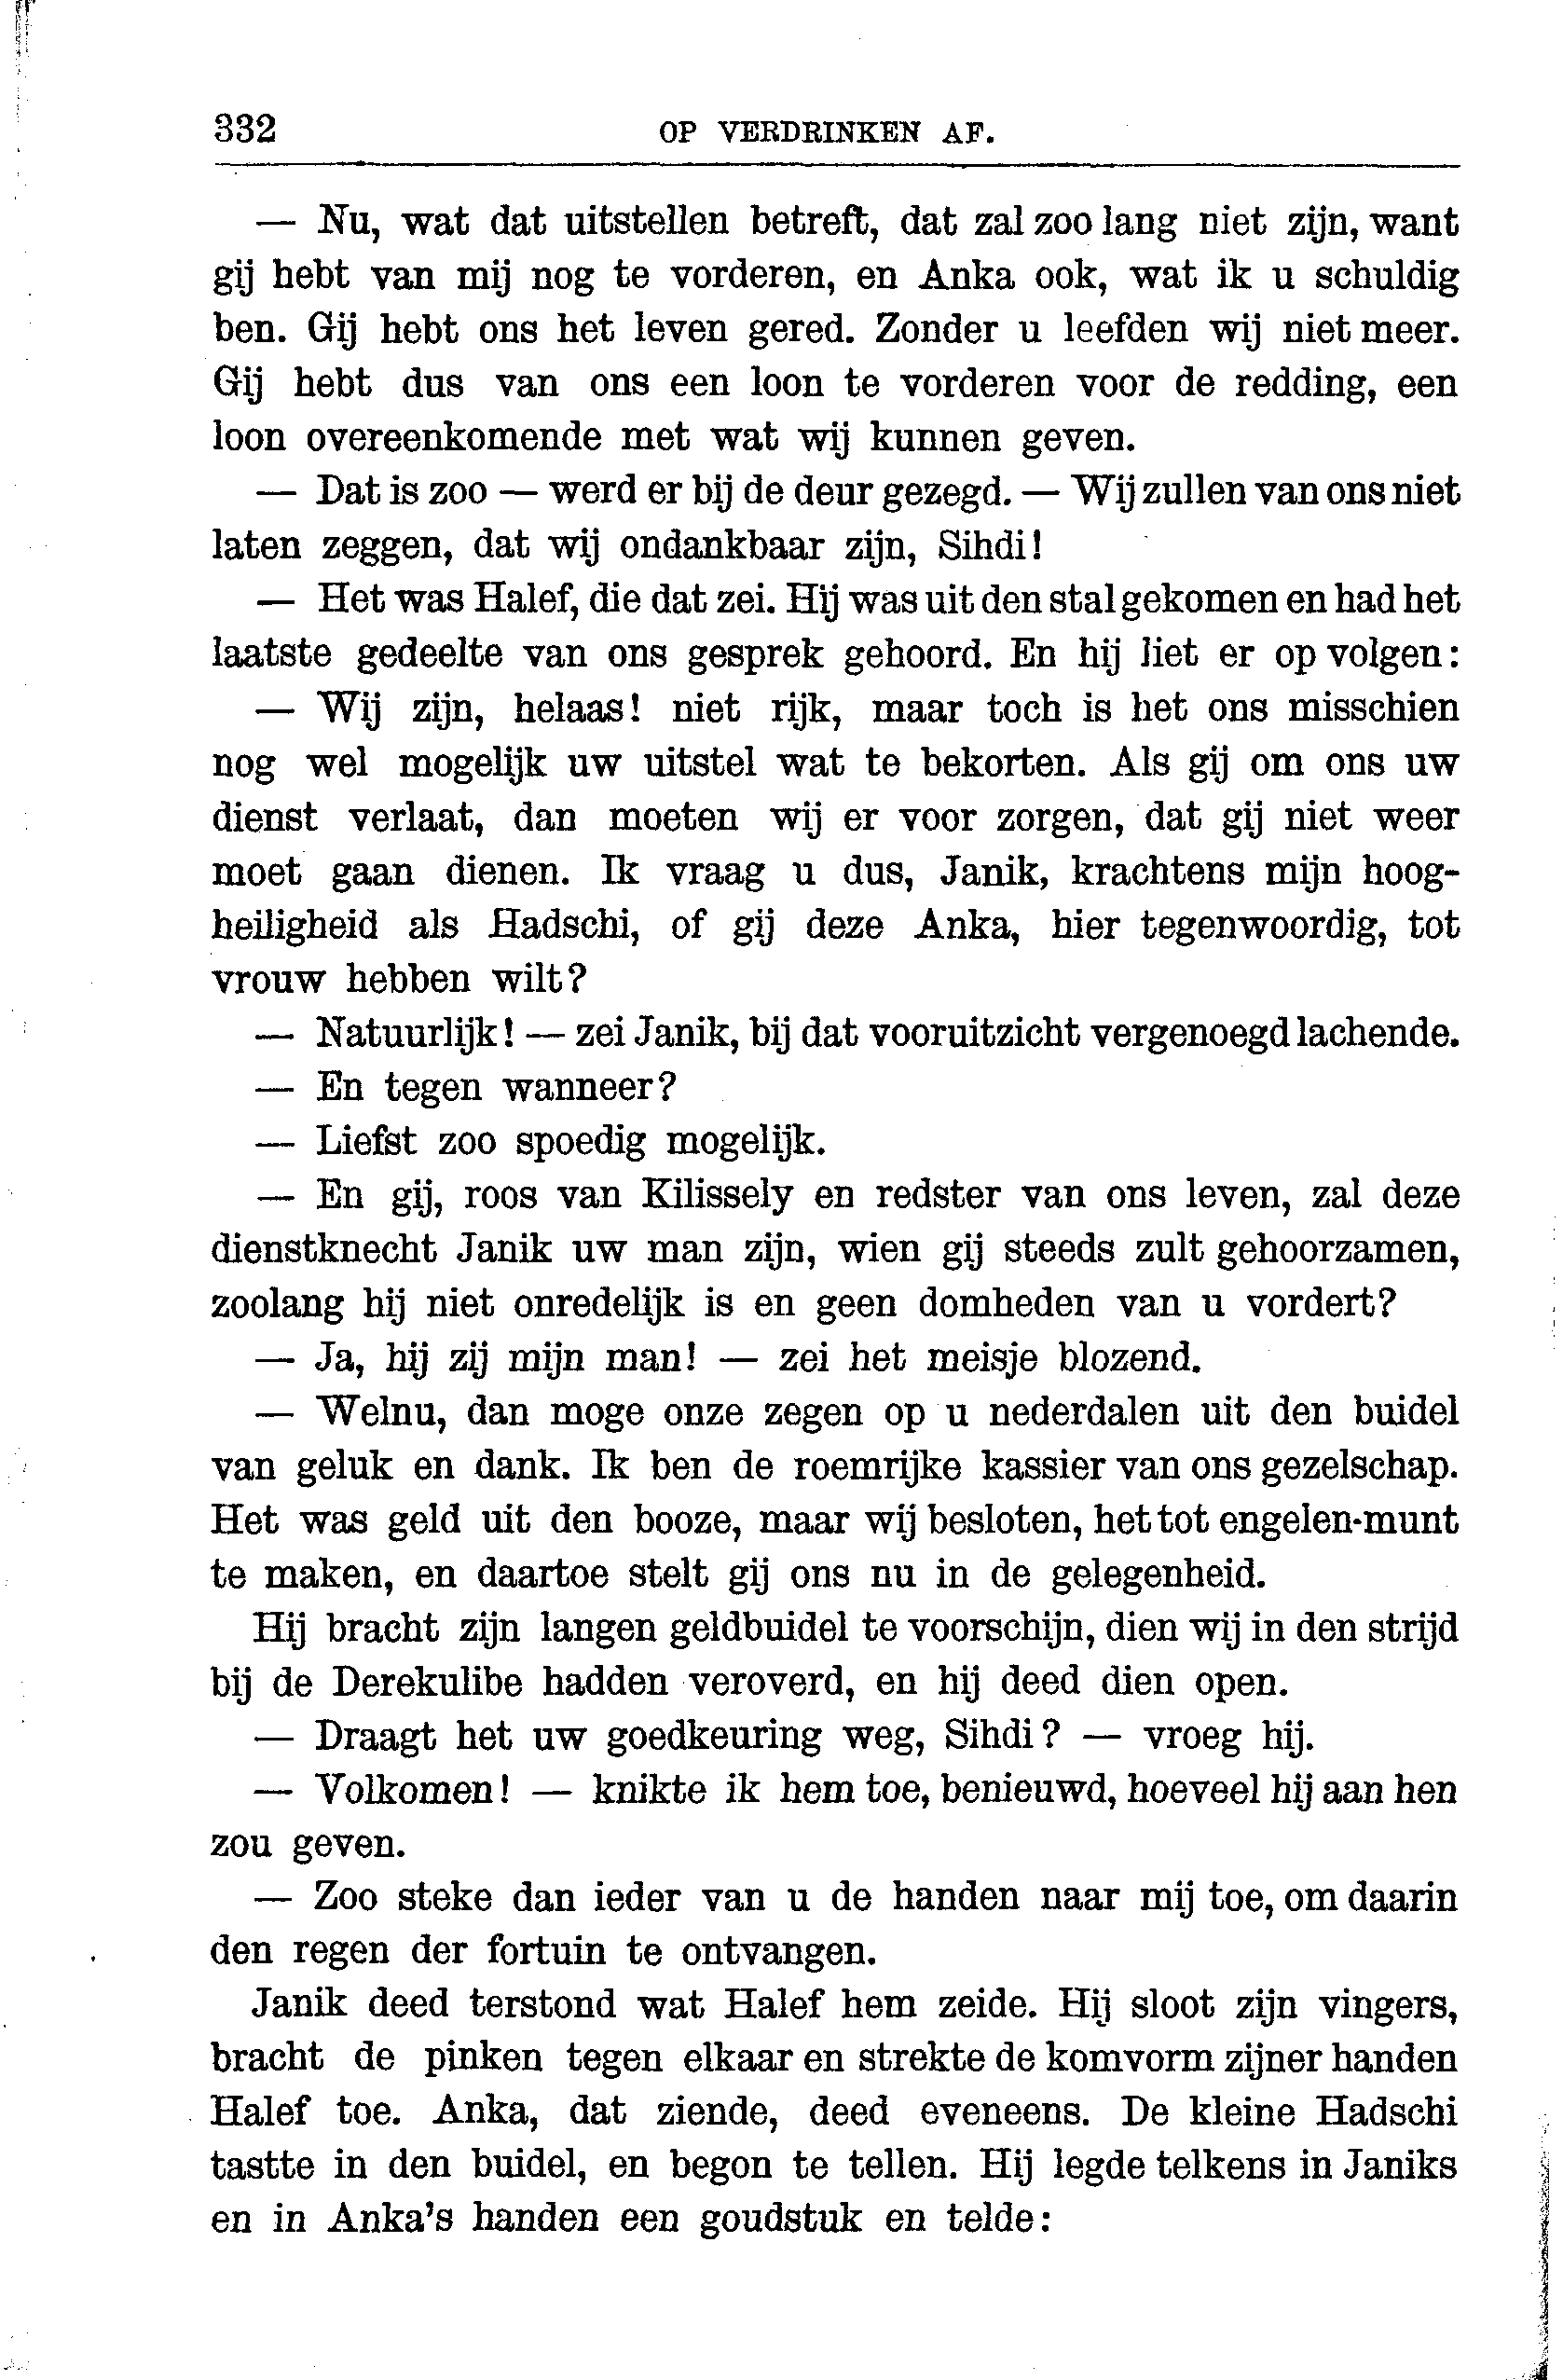 332 OP VERDRINKEN AF.
— Nu, wat dat uitstellen betreft, dat zal zoo lang niet zijn, want
gij hebt van mij nog te vorderen, en Anka ook, wat ik u schuldig
ben. Gij hebt ons het leven gered. Zonder u leefden wij niet meer.
Gij hebt dus van ons een loon te vorderen voor de redding, een
loon overeenkomende met wat wij kunnen geven.
— Dat is zoo — werd er bij de deur gezegd. — Wij zullen van ons niet
laten zeggen, dat wij ondankbaar zijn, Sihdi!
— Het was Halef, die dat zei. Hij was uit den stal gekomen en had het
laatste gedeelte van ons gesprek gehoord. En hij liet er op volgen:
— Wij zijn, helaas! niet rijk, maar toch is het ons misschien
nog wel mogelijk uw uitstel wat te bekorten. Als gij om ons uw
dienst verlaat, dan moeten wij er voor zorgen, dat gij niet weer
moet gaan dienen. Ik vraag u dus, Janik, krachtens mijn hoog-
heiligheid als Hadschi, of gij deze Anka, hier tegenwoordig, tot
vrouw hebben wilt?
— Natuurlijk! — zei Janik, bij dat vooruitzicht vergenoegd lachende.
— En tegen wanneer?
— Liefst zoo spoedig mogelijk.
— En gij, roos van Kilissely en redster van ons leven, zal deze
dienstknecht Janik uw man zijn, wien gij steeds zult gehoorzamen,
zoolang hij niet onredelijk is en geen domheden van u vordert?
— Ja, hij zij mijn man! — zei het meisje blozend.
— Welnu, dan moge onze zegen op u nederdalen uit den buidel
van geluk en dank. Ik ben de roemrijke kassier van ons gezelschap.
Het was geld uit den booze, maar wij besloten, het tot engelen-munt
te maken, en daartoe stelt gij ons nu in de gelegenheid.
Hij bracht zijn langen geldbuidel te voorschijn, dien wij in den strijd
bij de Derekulibe hadden veroverd, en hij deed dien open.
— Draagt het uw goedkeuring weg, Sihdi? — vroeg hij.
— Volkomen! — knikte ik hem toe, benieuwd, hoeveel hij aan hen
zou geven.
— Zoo steke dan ieder van u de handen naar mij toe, om daarin
den regen der fortuin te ontvangen.
Janik deed terstond wat Halef hem zeide. Hij sloot zijn vingers,
bracht de pinken tegen elkaar en strekte de komvorm zijner handen
Halef toe. Anka, dat ziende, deed eveneens. De kleine Hadschi
tastte in den buidel, en begon te tellen. Hij legde telkens in Janiks
en in Anka's handen een goudstuk en telde: